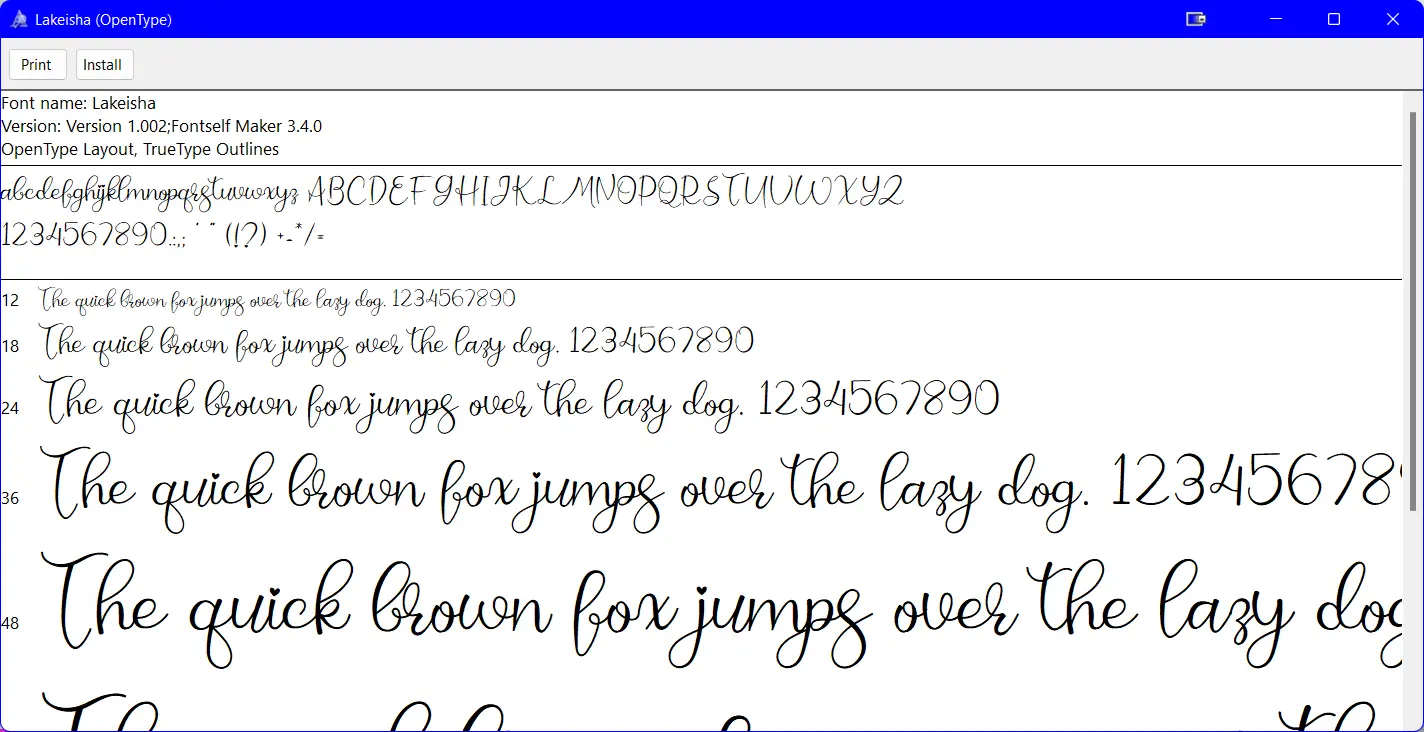 Lakeisha (OpenType)
Print Install
Font name: Lakeisha
Version: Version 1.002;Fontself Maker 3.4.0
OpenType Layout, TrueType Outlines
abcdefghijklmnopqrstuvwxyz ABCDEFGHIJKLMNOPQRSTUVWXYZ
1234567890.:,; ' " (!?) +-*/=
12 The quick brown fox jumps over the lazy dog. 1234567890
18 The quick brown fox jumps over the lazy dog. 1234567890
24 The quick brown fox jumps over the lazy dog. 1234567890
36 The quick brown fox jumps over the lazy dog. 123456789
48 The quick brown fox jumps over the lazy dog